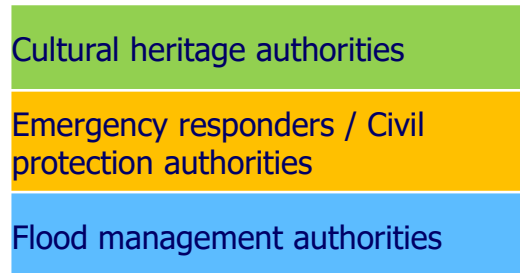 Cultural heritage authorities
Emergency responders / Civil
protection authorities
Flood management authorities